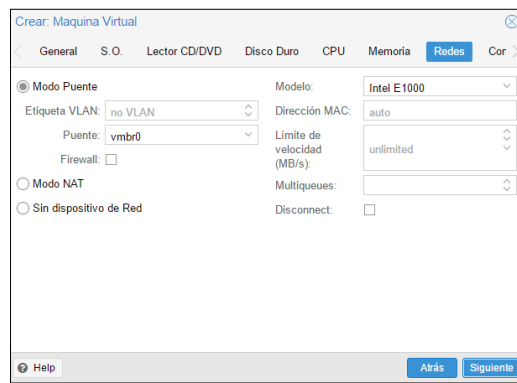 Crear: Maquina Virtual
General S.O. Lector CD/DVD Disco Duro CPU Memoria Redes Cor
Modo Puente
Etiqueta VLAN: no VLAN
Puente: vmbr0
Firewall:
Modo NAT
Sin dispositivo de Red
Modelo: Intel E1000
Dirección MAC: auto
Límite de
velocidad
(MB/s): unlimited
Multiqueues:
Disconnect:
Help Atrás Siguiente